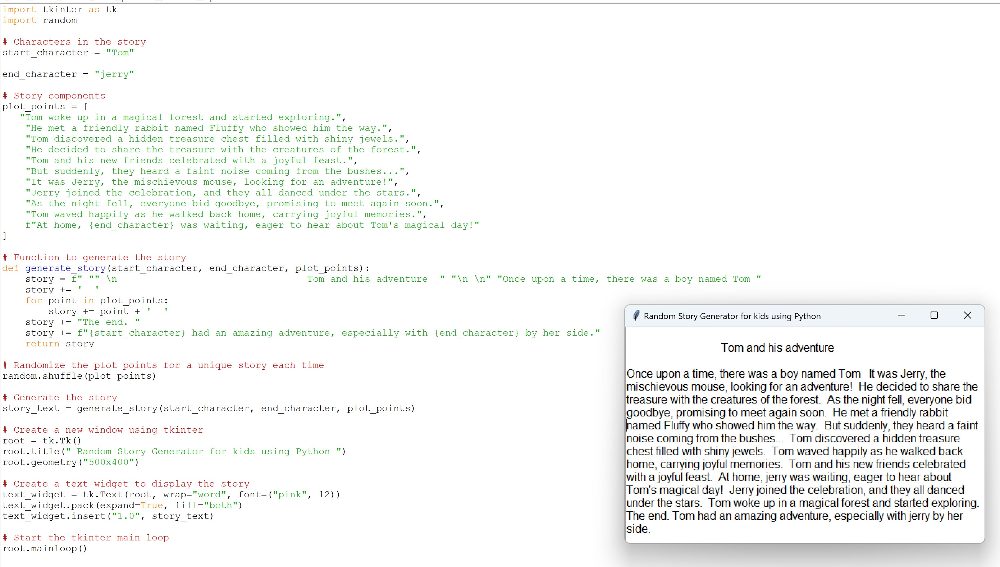 import tkinter as tk
import random

# Characters in the story
start_character = "Tom"

end_character = "jerry"

# Story components
plot_points = [
   "Tom woke up in a magical forest and started exploring.",
    "He met a friendly rabbit named Fluffy who showed him the way.",
    "Tom discovered a hidden treasure chest filled with shiny jewels.",
    "He decided to share the treasure with the creatures of the forest.",
    "Tom and his new friends celebrated with a joyful feast.",
    "But suddenly, they heard a faint noise coming from the bushes...",
    "It was Jerry, the mischievous mouse, looking for an adventure!",
    "Jerry joined the celebration, and they all danced under the stars.",
    "As the night fell, everyone bid goodbye, promising to meet again soon.",
    "Tom waved happily as he walked back home, carrying joyful memories.",
    f"At home, {end_character} was waiting, eager to hear about Tom's magical day!"
]

# Function to generate the story
def generate_story(start_character, end_character, plot_points):
    story = f" "" \n                                 Tom and his adventure  " "\n \n" "Once upon a time, there was a boy named Tom "
    story += '  '
    for point in plot_points:
        story += point + '  '
    story += "The end. "
    story += f"{start_character} had an amazing adventure, especially with {end_character} by her side."
    return story

# Randomize the plot points for a unique story each time
random.shuffle(plot_points)

# Generate the story
story_text = generate_story(start_character, end_character, plot_points)

# Create a new window using tkinter
root = tk.Tk()
root.title(" Random Story Generator for kids using Python ")
root.geometry("500x400")

# Create a text widget to display the story
text_widget = tk.Text(root, wrap="word", font=("pink", 12))
text_widget.pack(expand=True, fill="both")
text_widget.insert("1.0", story_text)

# Start the tkinter main loop
root.mainloop()

Random Story Generator for kids using Python
Tom and his adventure
Once upon a time, there was a boy named Tom   It was Jerry, the
mischievous mouse, looking for an adventure!  He decided to share the
treasure with the creatures of the forest.  As the night fell, everyone bid
goodbye, promising to meet again soon.  He met a friendly rabbit
named Fluffy who showed him the way.  But suddenly, they heard a faint
noise coming from the bushes...  Tom discovered a hidden treasure
chest filled with shiny jewels.  Tom waved happily as he walked back
home, carrying joyful memories.  Tom and his new friends celebrated
with a joyful feast.  At home, jerry was waiting, eager to hear about
Tom's magical day!  Jerry joined the celebration, and they all danced
under the stars.  Tom woke up in a magical forest and started exploring.
The end. Tom had an amazing adventure, especially with jerry by her
side.